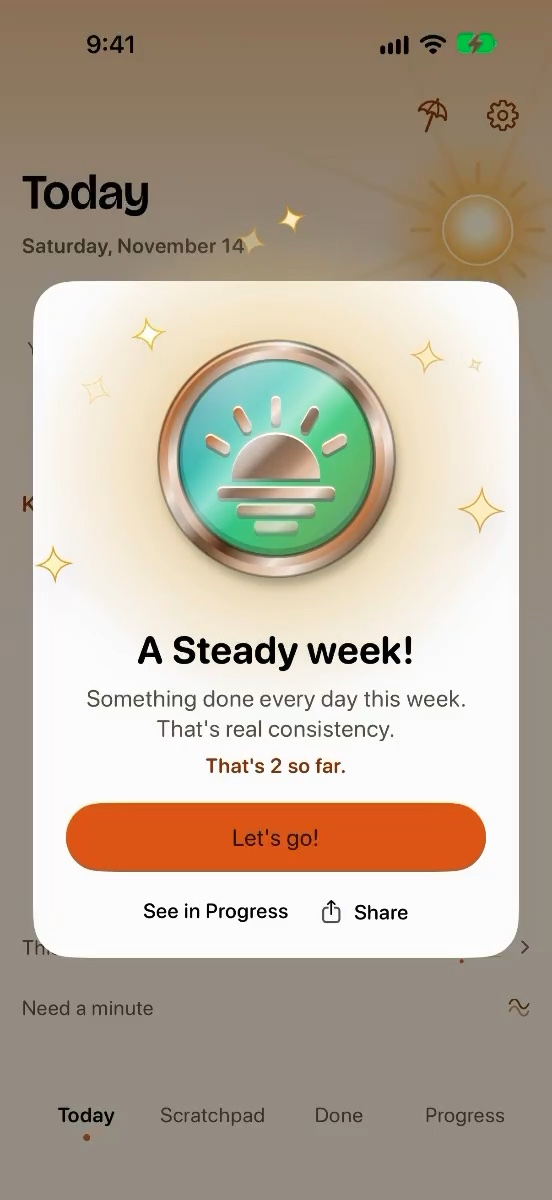 9:41
Today
Saturday, November 14
A Steady week!
Something done every day this week.
That's real consistency.
That's 2 so far.
Let's go!
See in Progress
Share
Need a minute
Today
Scratchpad
Done
Progress